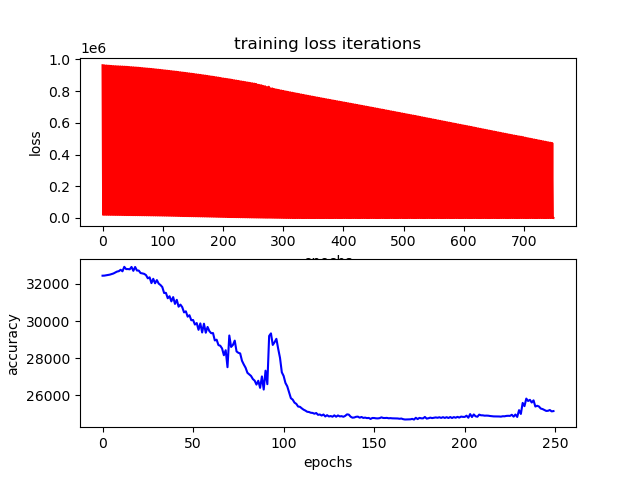 training loss iterations
1e6
1.0
0.8
0.6
0.4
0.2
0.0
loss
0 100 200 300 400 500 600 700
epochs
32000
30000
28000
26000
accuracy
0 50 100 150 200 250
epochs